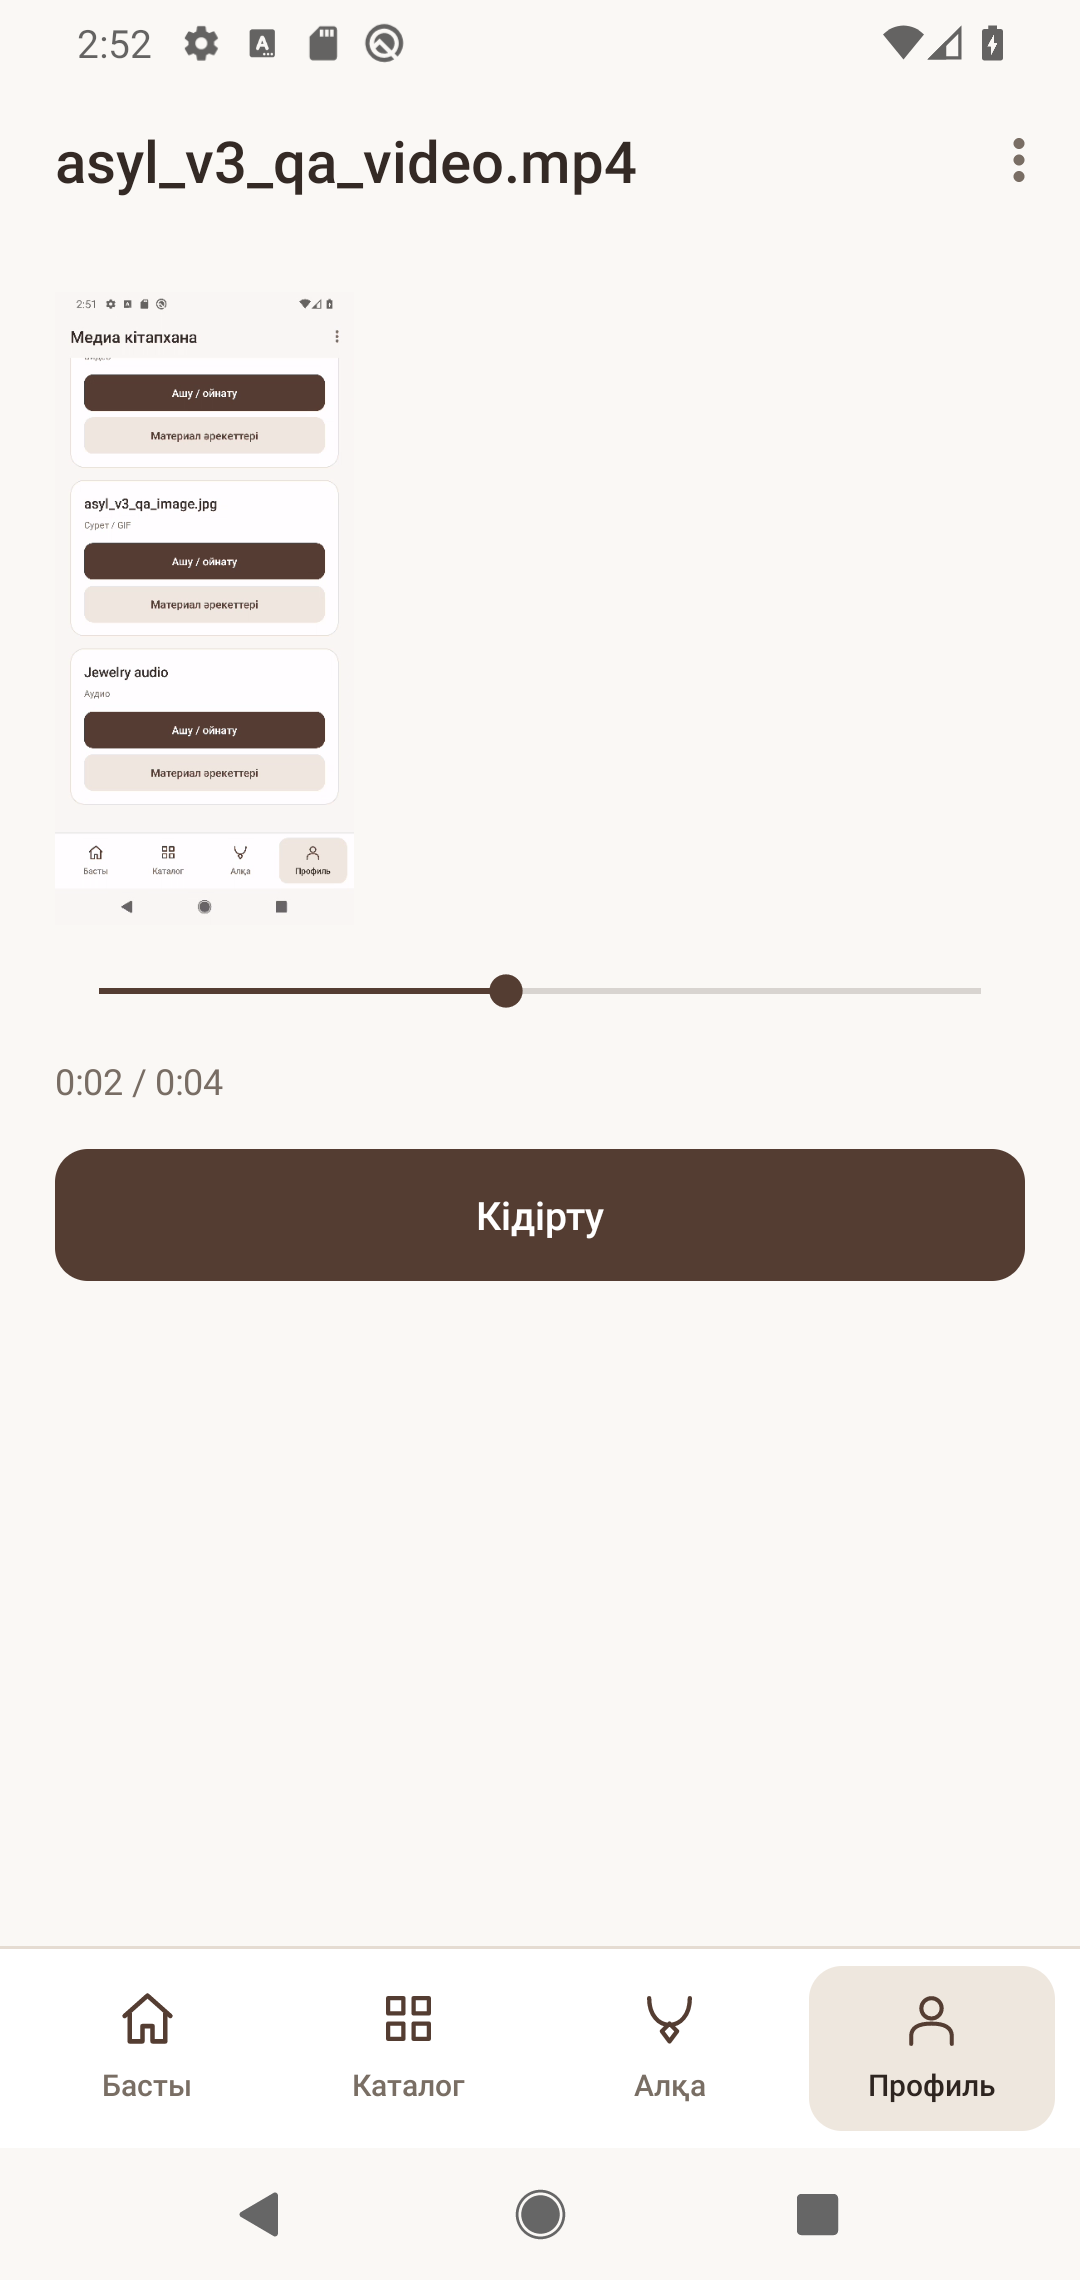 2:52
asyl_v3_qa_video.mp4
2:51
Медиа кітапхана
Ашу / ойнату
Материал әрекеттері
asyl_v3_qa_image.jpg
Сурет / GIF
Ашу / ойнату
Материал әрекеттері
Jewelry audio
Аудио
Ашу / ойнату
Материал әрекеттері
Басты Каталог Алқа Профиль
0:02 / 0:04
Кідірту
Басты Каталог Алқа Профиль